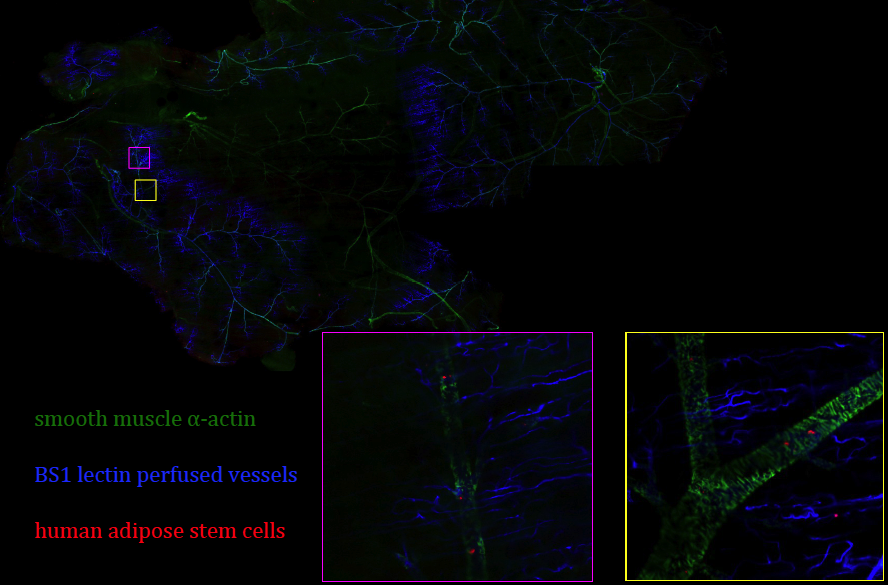 smooth muscle α-actin
BS1 lectin perfused vessels
human adipose stem cells